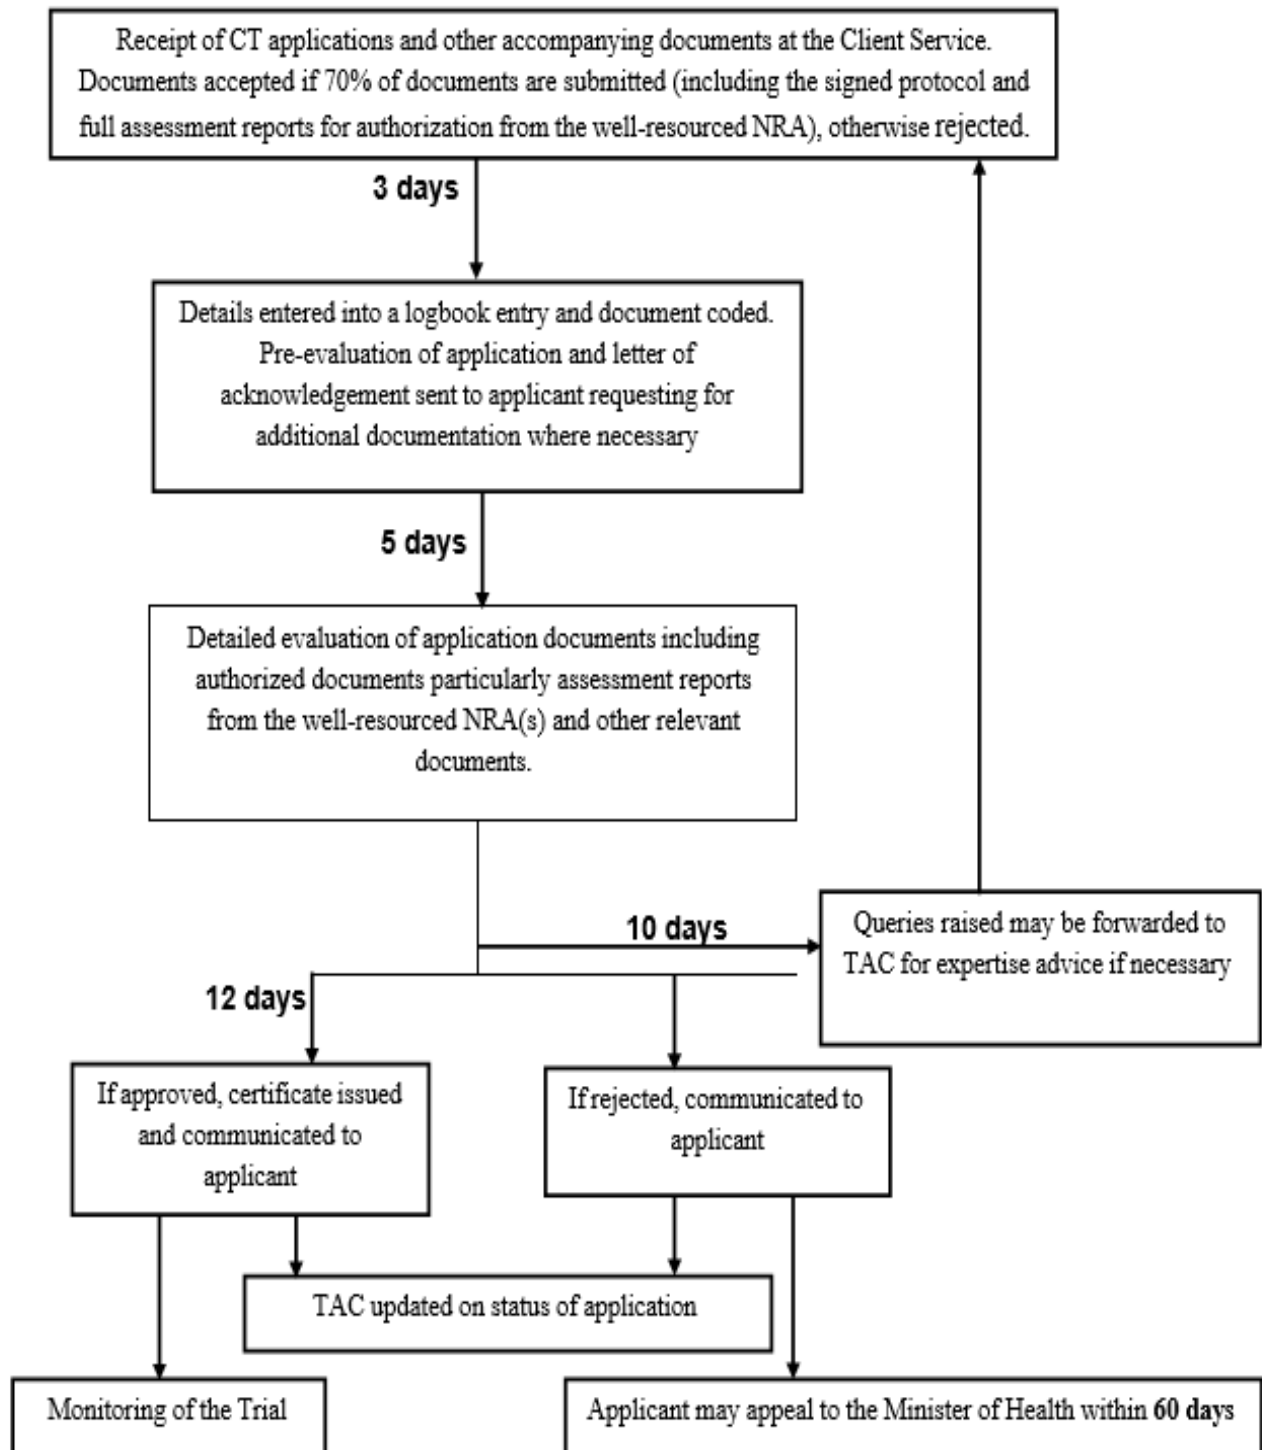 Receipt of CT applications and other accompanying documents at the Client Service.
Documents accepted if 70% of documents are submitted (including the signed protocol and
full assessment reports for authorization from the well-resourced NRA), otherwise rejected.
3 days
Details entered into a logbook entry and document coded.
Pre-evaluation of application and letter of
acknowledgement sent to applicant requesting for
additional documentation where necessary
5 days
Detailed evaluation of application documents including
authorized documents particularly assessment reports
from the well-resourced NRA(s) and other relevant
documents.
10 days
Queries raised may be forwarded to
TAC for expertise advice if necessary
12 days
If approved, certificate issued
and communicated to
applicant
If rejected, communicated to
applicant
TAC updated on status of application
Monitoring of the Trial
Applicant may appeal to the Minister of Health within 60 days